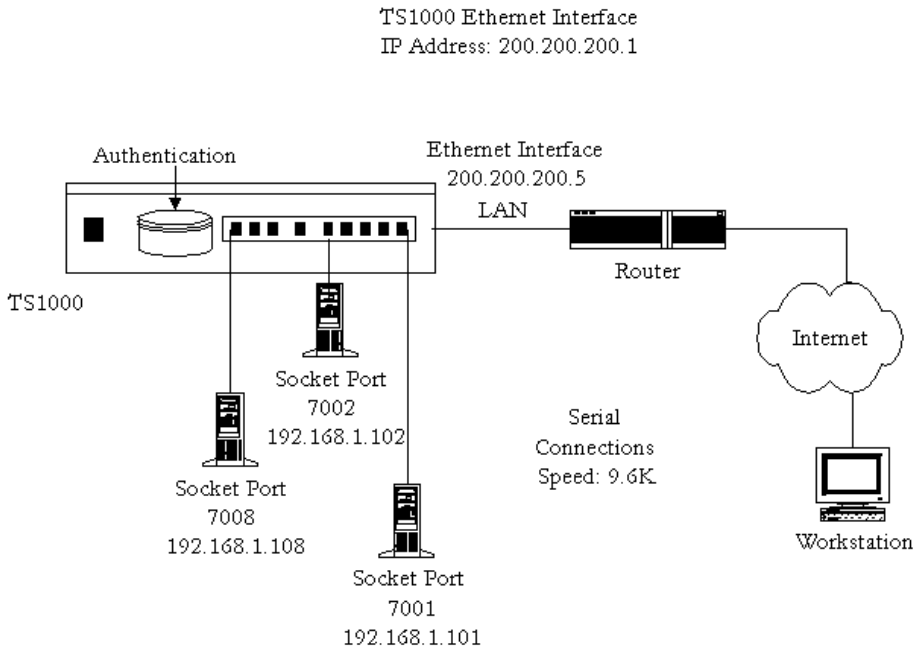 TS1000 Ethernet Interface
IP Address: 200.200.200.1
Authentication
Ethernet Interface
200.200.200.5
LAN
Router
TS1000
Internet
Socket Port
7002
192.168.1.102
Serial
Connections
Speed: 9.6K
Socket Port
7008
192.168.1.108
Workstation
Socket Port
7001
192.168.1.101